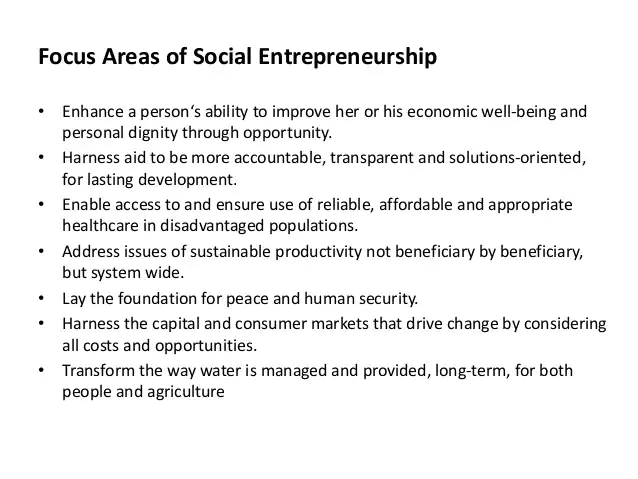 Focus Areas of Social Entrepreneurship
• Enhance a person‘s ability to improve her or his economic well-being and
personal dignity through opportunity.
• Harness aid to be more accountable, transparent and solutions-oriented,
for lasting development.
• Enable access to and ensure use of reliable, affordable and appropriate
healthcare in disadvantaged populations.
• Address issues of sustainable productivity not beneficiary by beneficiary,
but system wide.
• Lay the foundation for peace and human security.
• Harness the capital and consumer markets that drive change by considering
all costs and opportunities.
• Transform the way water is managed and provided, long-term, for both
people and agriculture